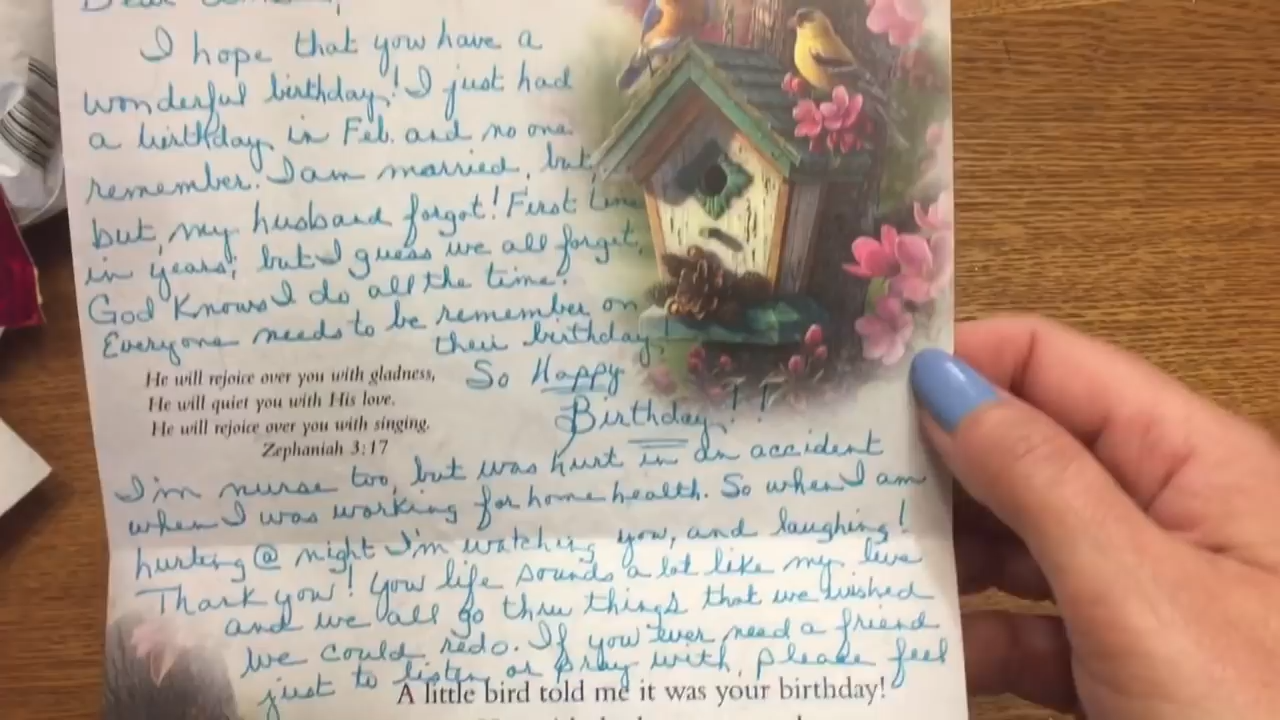 Dear
I hope that you have a
wonderful birthday! I just had
a birthday in Feb. and no one
remember. I am married, but
but, my husband forgot! First time
in years; but I guess we all forget,
God Knows I do all the time.
Everyone needs to be remember on
their birthday!
He will rejoice over you with gladness,
He will quiet you with His love.
He will rejoice over you with singing.
Zephaniah 3:17
So Happy
Birthday!!
I'm nurse too, but was hurt in an accident
when I was working for home health. So when I am
hurting @ night I'm watching you, and laughing!
Thank you! You life sounds a lot like my live
and we all go thru things that we wished
we could redo. If you ever need a friend
just to listen or pray with, please feel
A little bird told me it was your birthday!